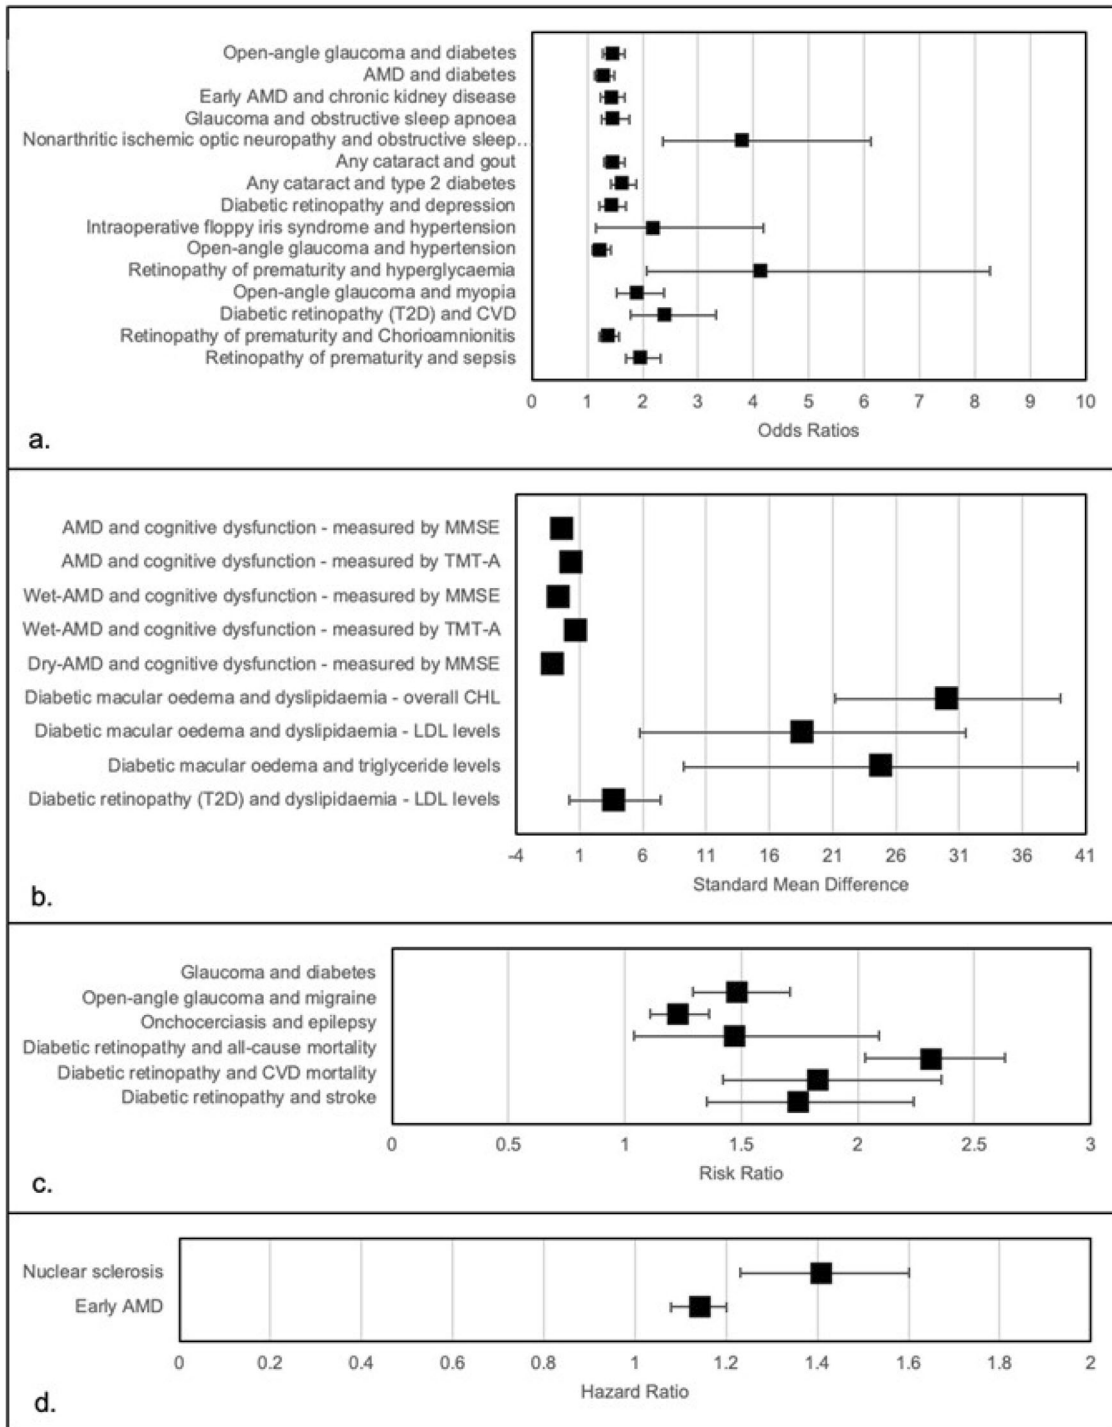 Open-angle glaucoma and diabetes
AMD and diabetes
Early AMD and chronic kidney disease
Glaucoma and obstructive sleep apnoea
Nonarthritic ischemic optic neuropathy and obstructive sleep…
Any cataract and gout
Any cataract and type 2 diabetes
Diabetic retinopathy and depression
Intraoperative floppy iris syndrome and hypertension
Open-angle glaucoma and hypertension
Retinopathy of prematurity and hyperglycaemia
Open-angle glaucoma and myopia
Diabetic retinopathy (T2D) and CVD
Retinopathy of prematurity and Chorioamnionitis
Retinopathy of prematurity and sepsis
0 1 2 3 4 5 6 7 8 9 10
Odds Ratios
a.
AMD and cognitive dysfunction - measured by MMSE
AMD and cognitive dysfunction - measured by TMT-A
Wet-AMD and cognitive dysfunction - measured by MMSE
Wet-AMD and cognitive dysfunction - measured by TMT-A
Dry-AMD and cognitive dysfunction - measured by MMSE
Diabetic macular oedema and dyslipidaemia - overall CHL
Diabetic macular oedema and dyslipidaemia - LDL levels
Diabetic macular oedema and triglyceride levels
Diabetic retinopathy (T2D) and dyslipidaemia - LDL levels
-4 1 6 11 16 21 26 31 36 41
Standard Mean Difference
b.
Glaucoma and diabetes
Open-angle glaucoma and migraine
Onchocerciasis and epilepsy
Diabetic retinopathy and all-cause mortality
Diabetic retinopathy and CVD mortality
Diabetic retinopathy and stroke
0 0.5 1 1.5 2 2.5 3
Risk Ratio
c.
Nuclear sclerosis
Early AMD
0 0.2 0.4 0.6 0.8 1 1.2 1.4 1.6 1.8 2
Hazard Ratio
d.